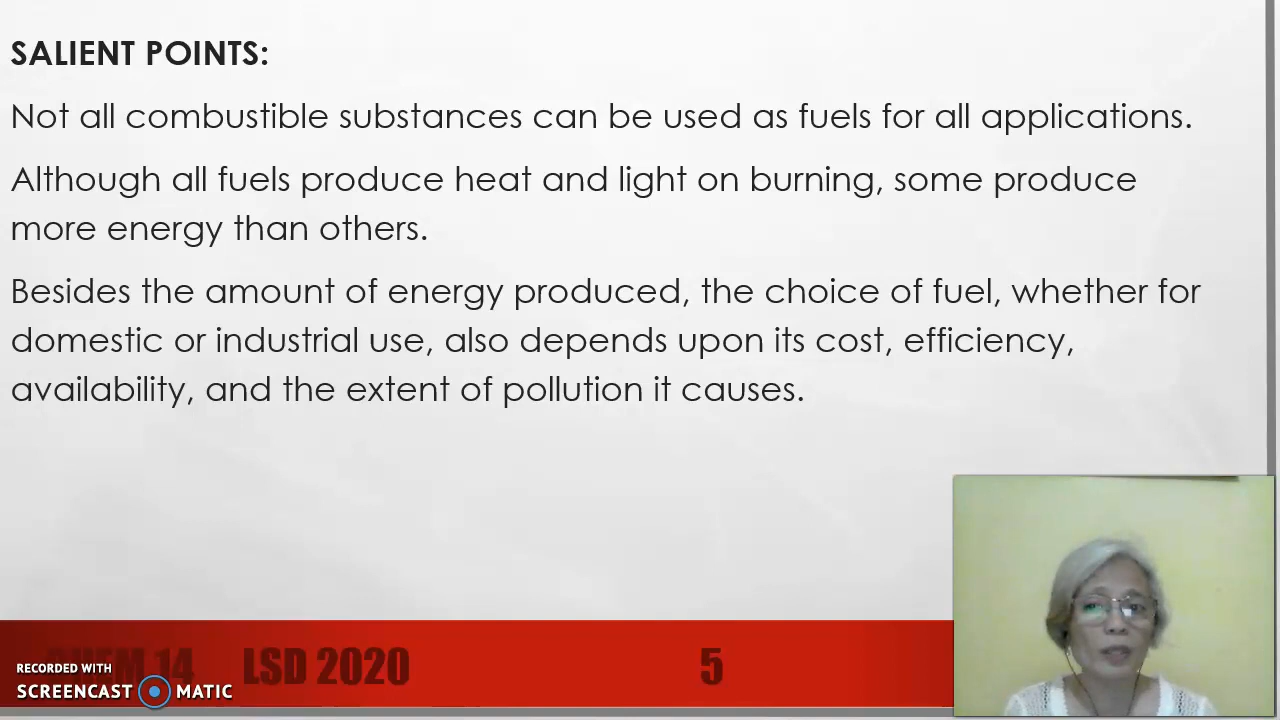 SALIENT POINTS:
Not all combustible substances can be used as fuels for all applications.
Although all fuels produce heat and light on burning, some produce
more energy than others.
Besides the amount of energy produced, the choice of fuel, whether for
domestic or industrial use, also depends upon its cost, efficiency,
availability, and the extent of pollution it causes.
CHEM 14 LSD 2020 5
RECORDED WITH
SCREENCAST MATIC